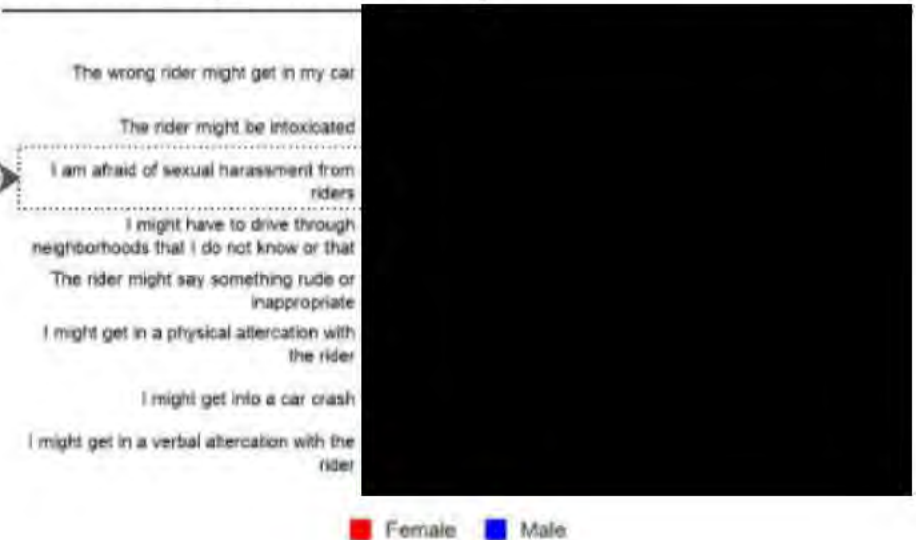 The wrong rider might get in my car
The rider might be intoxicated
I am afraid of sexual harassment from
riders
I might have to drive through
neighborhoods that I do not know or that
The rider might say something rude or
inappropriate
I might get in a physical altercation with
the rider
I might get into a car crash
I might get in a verbal altercation with the
rider
Female Male